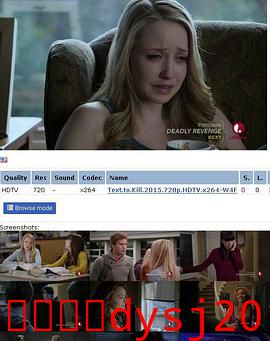 Premiere
DEADLY REVENGE
NEXT
Quality Res Sound Codec Name S. L.
HDTV 720 - x264 Text.to.Kill.2015.720p.HDTV.x264-W4F 0 0
Browse mode
Screenshots:
dysj20